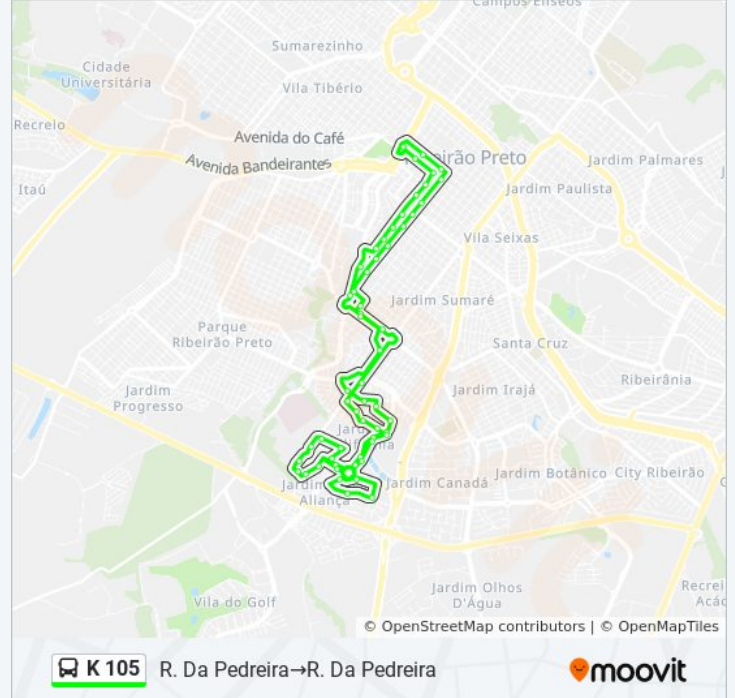 Campos Elíseos
Sumarezinho
Cidade
Universitária
Vila Tibério
Recreio
Avenida do Café
Avenida Bandeirantes
irão Preto
Jardim Palmares
Itaú
Jardim Paulista
Vila Seixas
Jardim Sumaré
Parque
Ribeirão Preto
Santa Cruz
Jardim
Progresso
Jardim Irajá
Ribeirânia
Jard
Jardim
Aliança
Jardim Canadá
Jardim Botânico
City Ribeirão
Jardim Olhos
D'Água
Recrei
Acác
Vila do Golf
© OpenStreetMap contributors | © OpenMapTiles
K 105
R. Da Pedreira→R. Da Pedreira
moovit